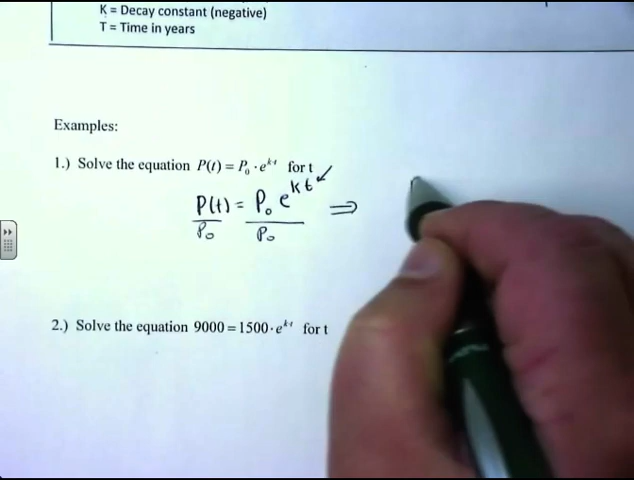 K = Decay constant (negative)
T = Time in years
Examples:
1.) Solve the equation P(t) = P₀ · e^{kt} for t
P(t) = P₀ e^{kt}
P₀ P₀ ⇒
2.) Solve the equation 9000 = 1500 · e^{kt} for t